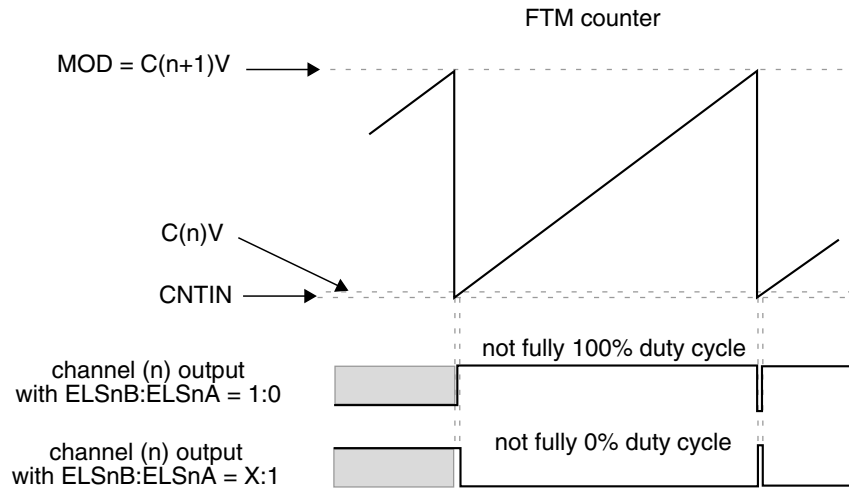 FTM counter
MOD = C(n+1)V
C(n)V
CNTIN
not fully 100% duty cycle
channel (n) output
with ELSnB:ELSnA = 1:0
not fully 0% duty cycle
channel (n) output
with ELSnB:ELSnA = X:1